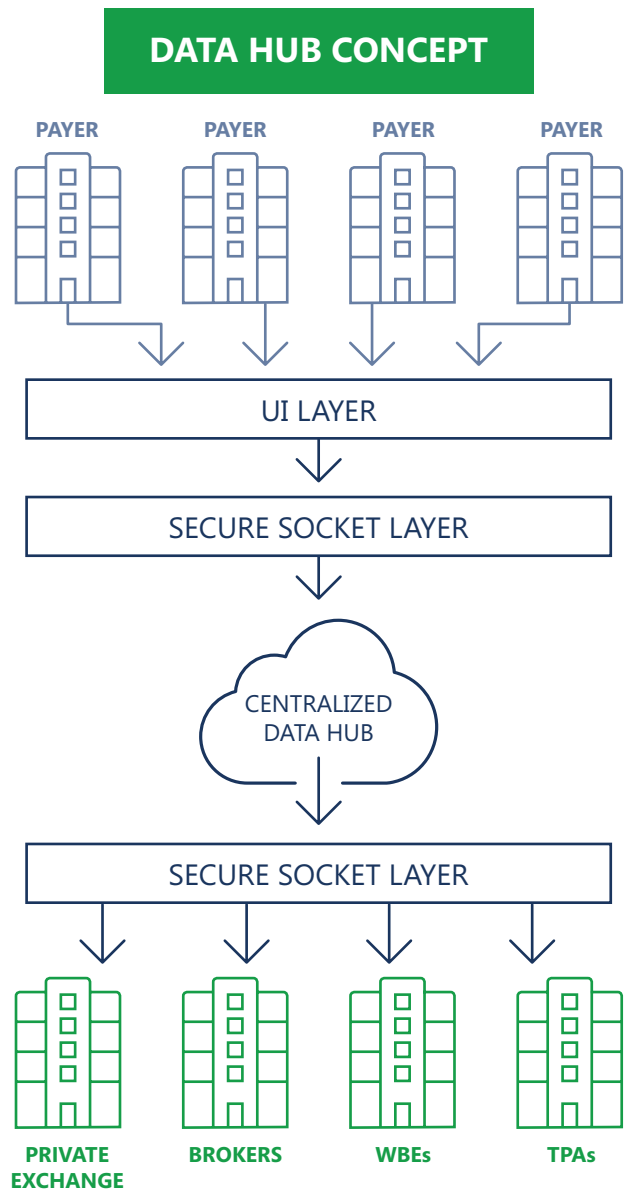 DATA HUB CONCEPT
PAYER PAYER PAYER PAYER
UI LAYER
SECURE SOCKET LAYER
CENTRALIZED
DATA HUB
SECURE SOCKET LAYER
PRIVATE
EXCHANGE
BROKERS
WBEs
TPAs